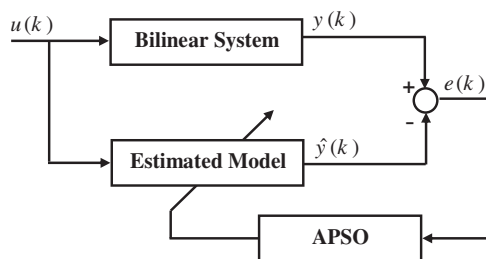 u(k)
Bilinear System
y(k)
+
e(k)
-
Estimated Model
ŷ(k)
APSO